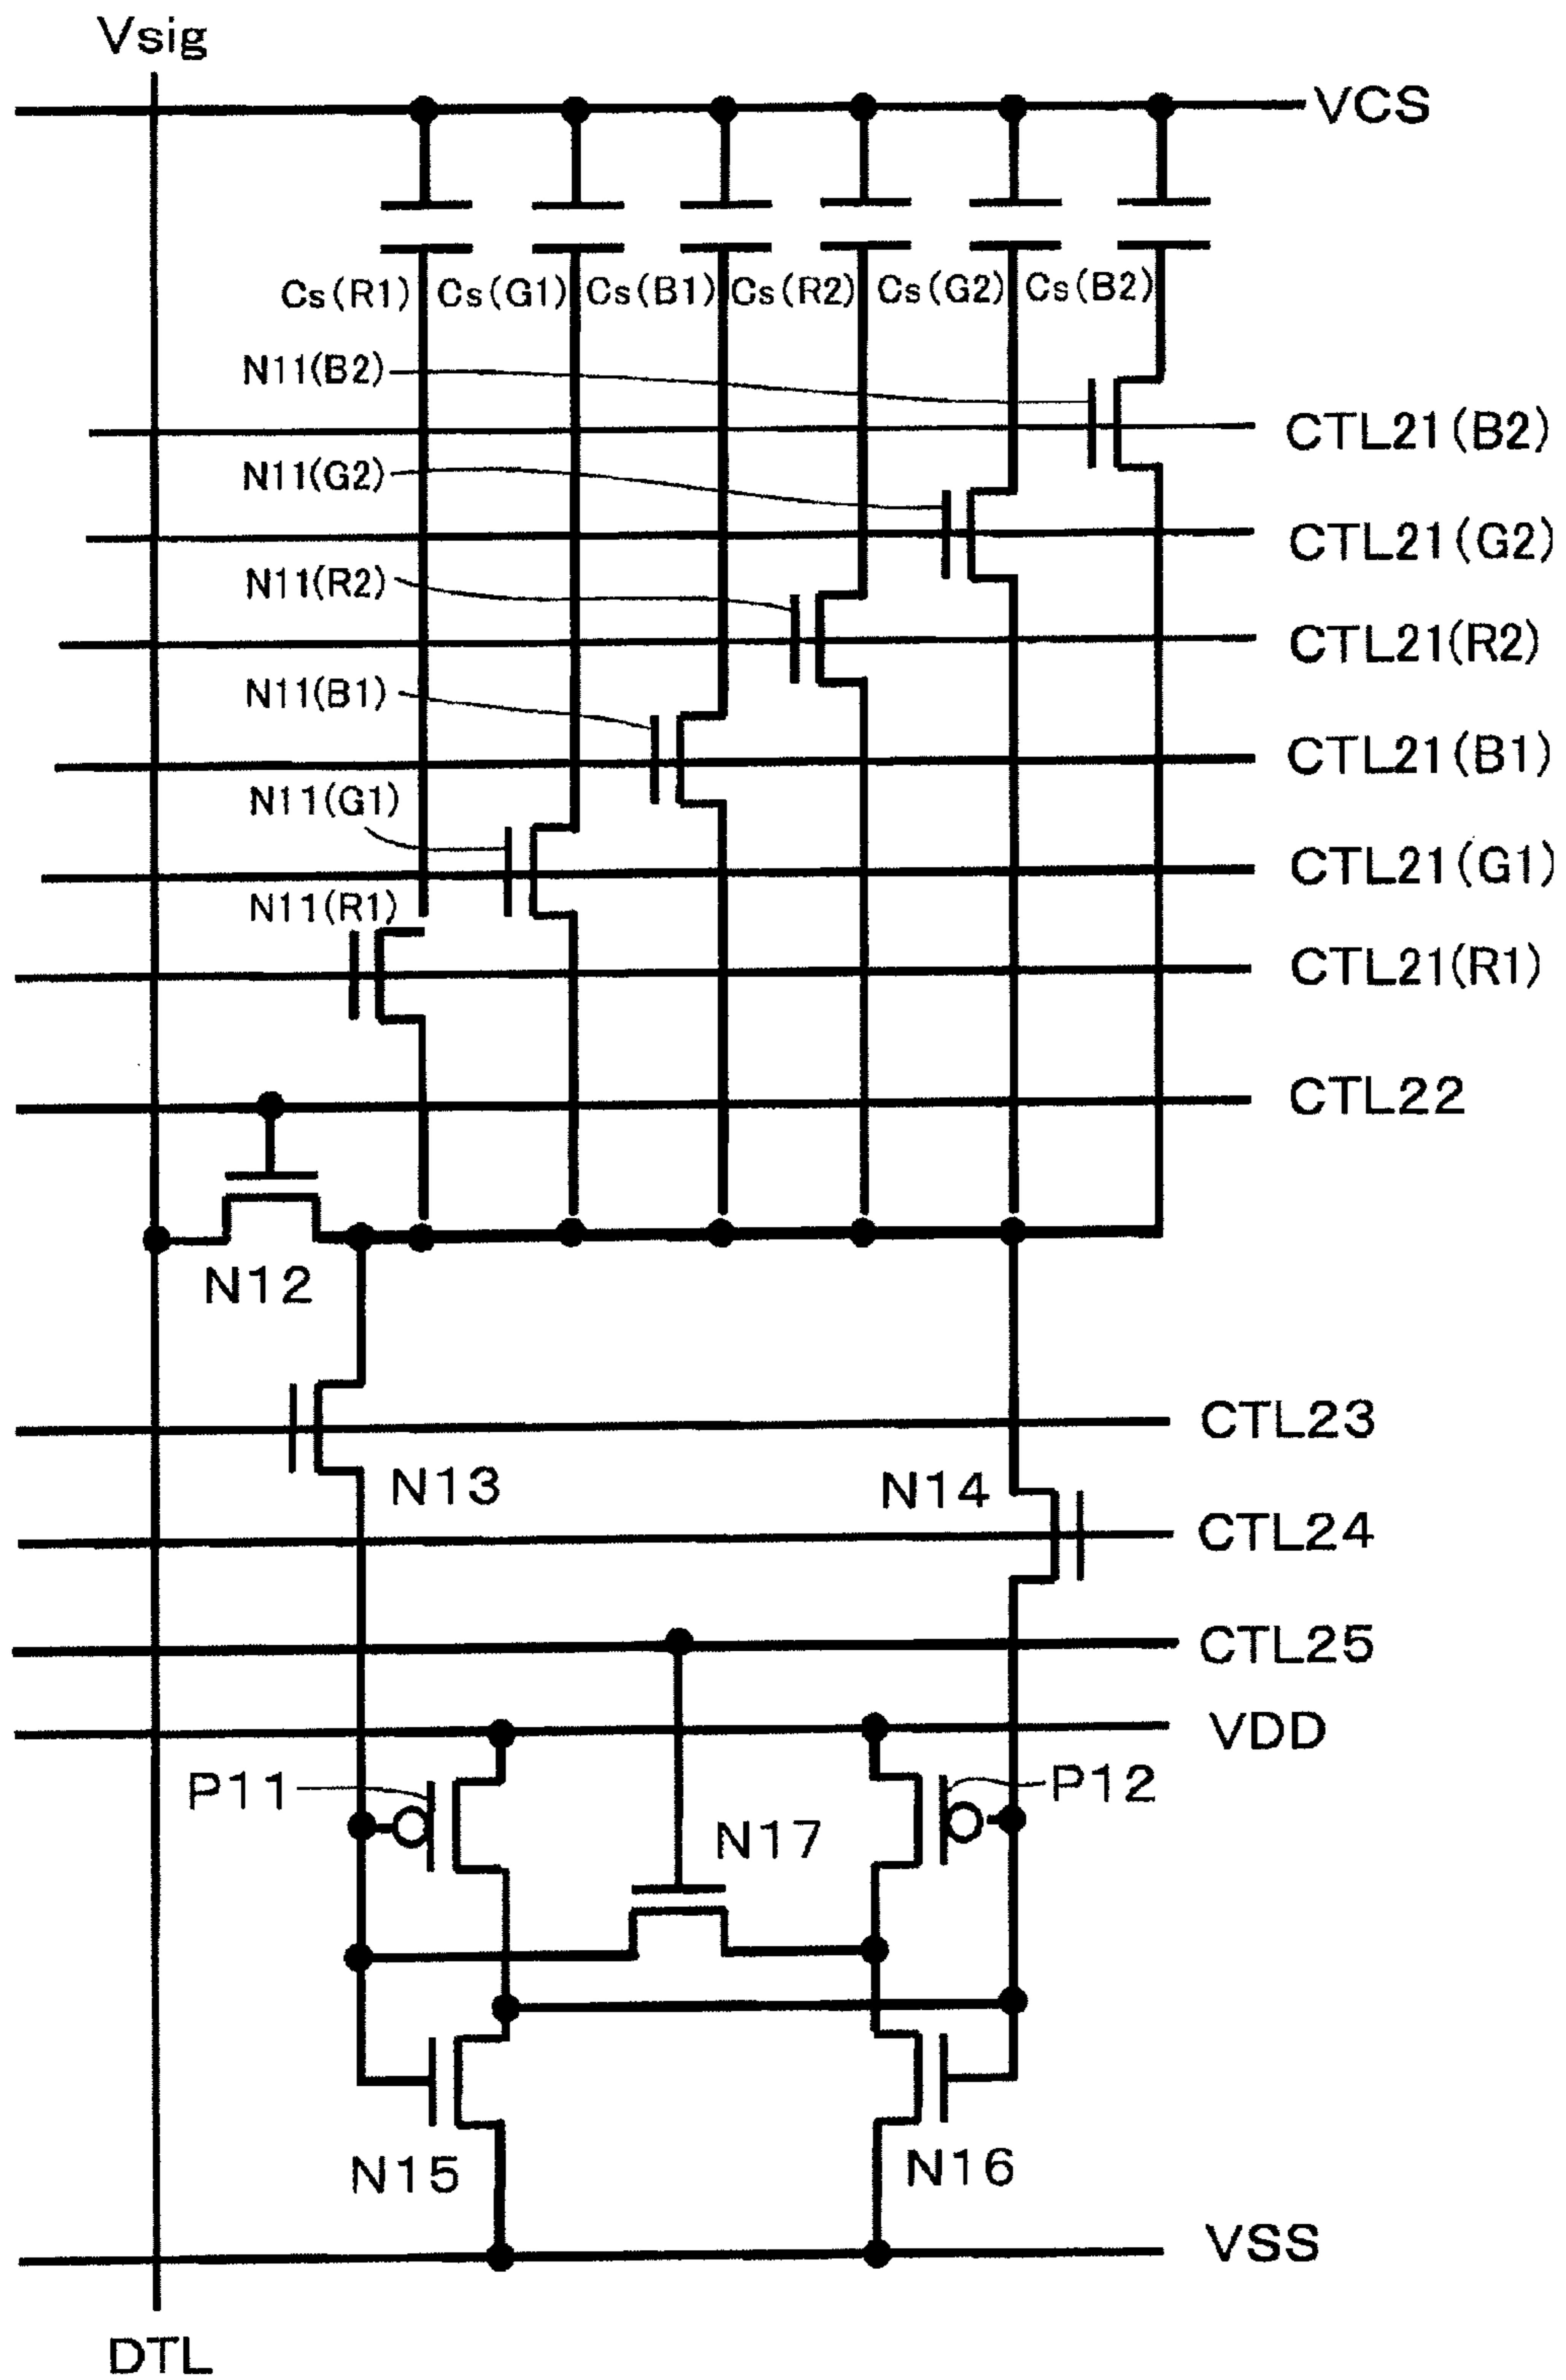 Vsig
VCS
Cs(R1) Cs(G1) Cs(B1) Cs(R2) Cs(G2) Cs(B2)
N11(B2)
CTL21(B2)
N11(G2)
CTL21(G2)
N11(R2)
CTL21(R2)
N11(B1)
CTL21(B1)
N11(G1)
CTL21(G1)
N11(R1)
CTL21(R1)
CTL22
N12
CTL23
N13
N14
CTL24
CTL25
VDD
P11
P12
N17
N15
N16
VSS
DTL